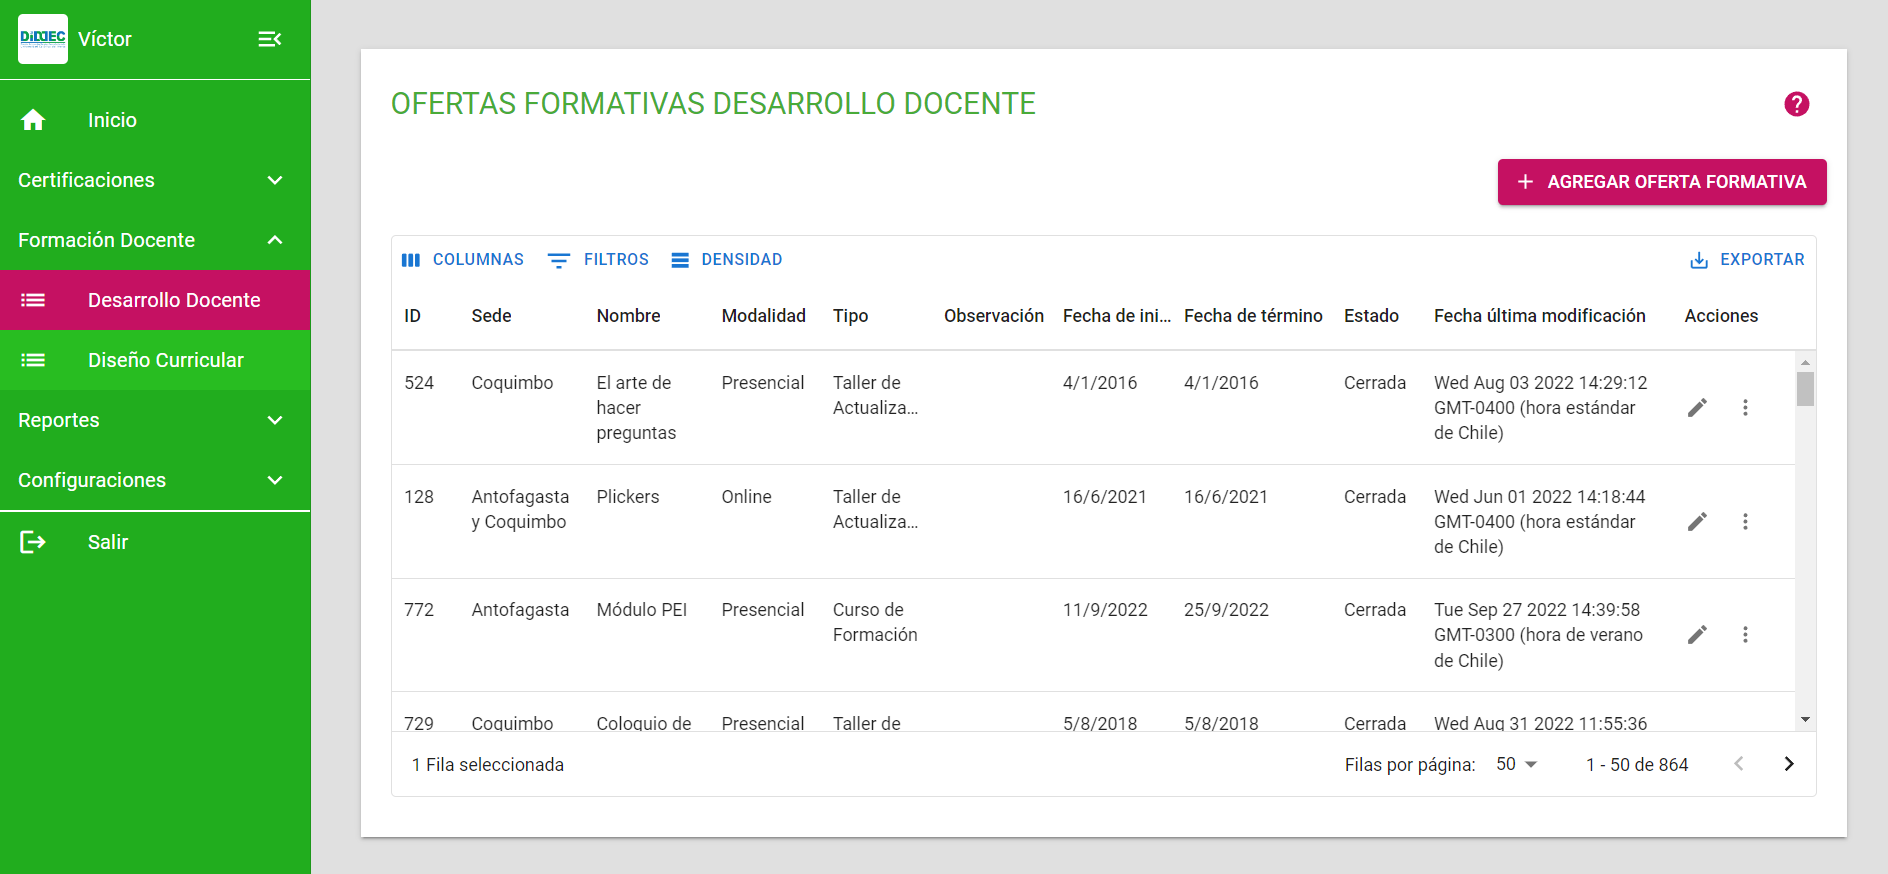 DiDDEC
Víctor
Inicio
Certificaciones
Formación Docente
Desarrollo Docente
Diseño Curricular
Reportes
Configuraciones
Salir
OFERTAS FORMATIVAS DESARROLLO DOCENTE
?
+ AGREGAR OFERTA FORMATIVA
COLUMNAS FILTROS DENSIDAD EXPORTAR
ID Sede Nombre Modalidad Tipo Observación Fecha de ini... Fecha de término Estado Fecha última modificación Acciones
524 Coquimbo El arte de Presencial Taller de 4/1/2016 4/1/2016 Cerrada Wed Aug 03 2022 14:29:12
hacer Actualiza... GMT-0400 (hora estándar
preguntas de Chile)
128 Antofagasta Plickers Online Taller de 16/6/2021 16/6/2021 Cerrada Wed Jun 01 2022 14:18:44
y Coquimbo Actualiza... GMT-0400 (hora estándar
de Chile)
772 Antofagasta Módulo PEI Presencial Curso de 11/9/2022 25/9/2022 Cerrada Tue Sep 27 2022 14:39:58
Formación GMT-0300 (hora de verano
de Chile)
729 Coquimbo Coloquio de Presencial Taller de 5/8/2018 5/8/2018 Cerrada Wed Aug 31 2022 11:55:36
1 Fila seleccionada Filas por página: 50 1 - 50 de 864